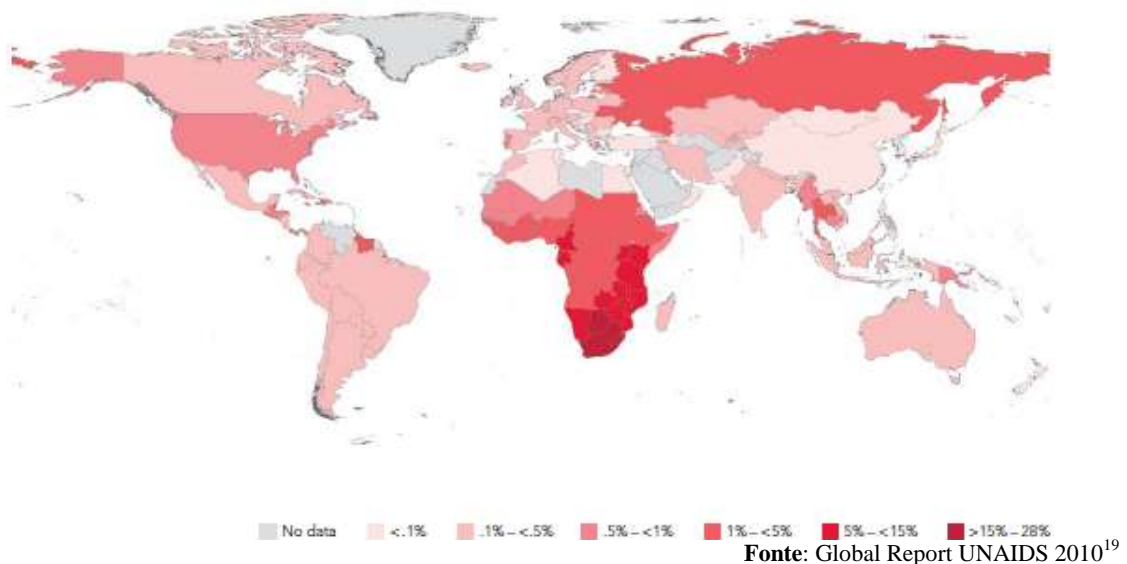 No data <.1% .1%–<.5% .5%–<1% 1%–<5% 5%–<15% >15%–28%
Fonte: Global Report UNAIDS 2010¹⁹